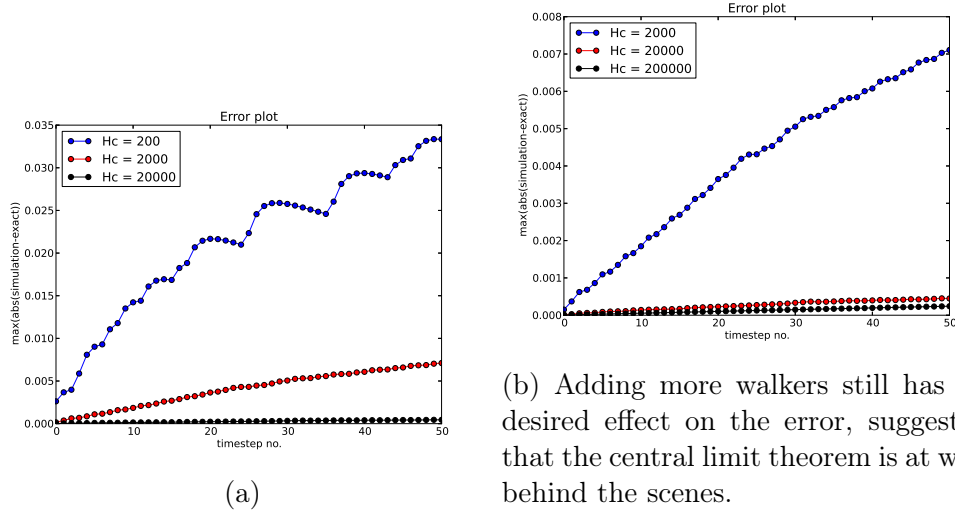 Error plot
Hc = 200
Hc = 2000
Hc = 20000
max(abs(simulation-exact))
0.035
0.030
0.025
0.020
0.015
0.010
0.005
0.000
0 10 20 30 40 50
timestep no.
(a)
Error plot
Hc = 2000
Hc = 20000
Hc = 200000
max(abs(simulation-exact))
0.008
0.007
0.006
0.005
0.004
0.003
0.002
0.001
0.000
0 10 20 30 40 50
timestep no.
(b) Adding more walkers still has
desired effect on the error, suggest
that the central limit theorem is at w
behind the scenes.